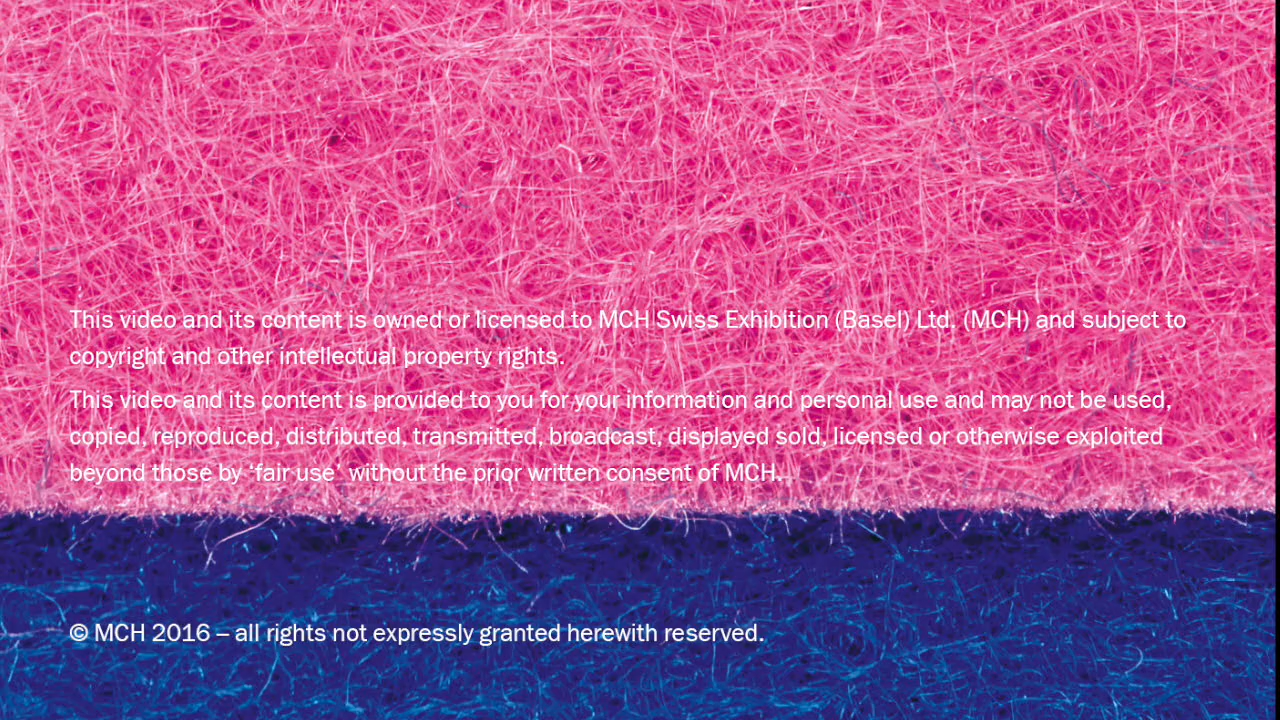 This video and its content is owned or licensed to MCH Swiss Exhibition (Basel) Ltd. (MCH) and subject to
copyright and other intellectual property rights.
This video and its content is provided to you for your information and personal use and may not be used,
copied, reproduced, distributed, transmitted, broadcast, displayed sold, licensed or otherwise exploited
beyond those by ‘fair use’ without the prior written consent of MCH.
© MCH 2016 – all rights not expressly granted herewith reserved.